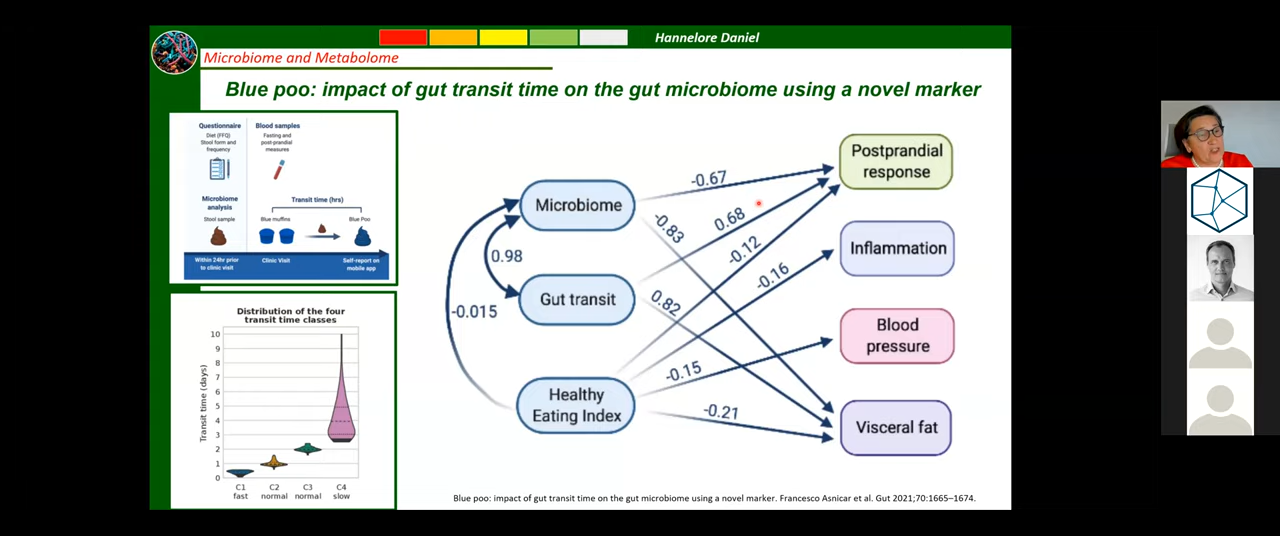 Hannelore Daniel
Microbiome and Metabolome
Blue poo: impact of gut transit time on the gut microbiome using a novel marker
Questionnaire
Diet (FFQ)
Stool form and
frequency
Blood samples
Fasting and
post-prandial
measures
Microbiome
analysis
Stool sample
Transit time (hrs)
Blue muffins
Blue Poo
Within 24hr prior
to clinic visit
Clinic Visit
Self-report on
mobile app
Distribution of the four
transit time classes
Transit time (days)
10
9
8
7
6
5
4
3
2
1
0
C1
fast
C2
normal
C3
normal
C4
slow
Microbiome
Gut transit
Healthy
Eating Index
0.98
-0.015
-0.67
0.68
-0.83
-0.12
-0.16
0.82
-0.15
-0.21
Postprandial
response
Inflammation
Blood
pressure
Visceral fat
Blue poo: impact of gut transit time on the gut microbiome using a novel marker. Francesco Asnicar et al. Gut 2021;70:1665–1674.